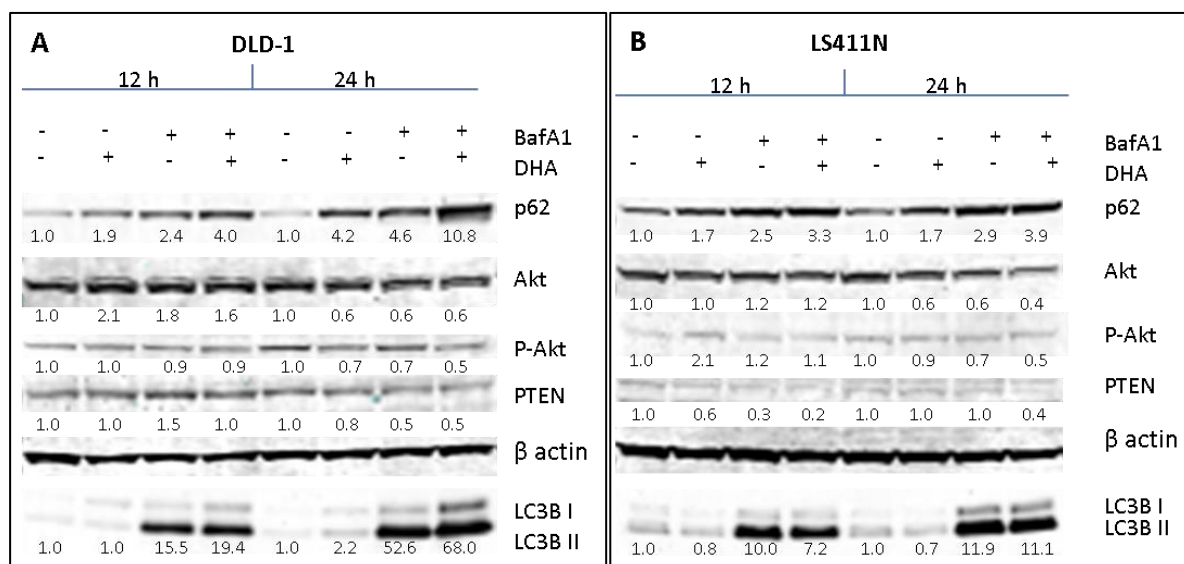 A
DLD-1
12 h 24 h
- - + + - - + + BafA1
- + - + - + - + DHA
p62
1.0 1.9 2.4 4.0 1.0 4.2 4.6 10.8
Akt
1.0 2.1 1.8 1.6 1.0 0.6 0.6 0.6
P-Akt
1.0 1.0 0.9 0.9 1.0 0.7 0.7 0.5
PTEN
1.0 1.0 1.5 1.0 1.0 0.8 0.5 0.5
β actin
LC3B I
LC3B II
1.0 1.0 15.5 19.4 1.0 2.2 52.6 68.0
B
LS411N
12 h 24 h
- - + + - - + + BafA1
- + - + - + - + DHA
p62
1.0 1.7 2.5 3.3 1.0 1.7 2.9 3.9
Akt
1.0 1.0 1.2 1.2 1.0 0.6 0.6 0.4
P-Akt
1.0 2.1 1.2 1.1 1.0 0.9 0.7 0.5
PTEN
1.0 0.6 0.3 0.2 1.0 1.0 1.0 0.4
β actin
LC3B I
LC3B II
1.0 0.8 10.0 7.2 1.0 0.7 11.9 11.1